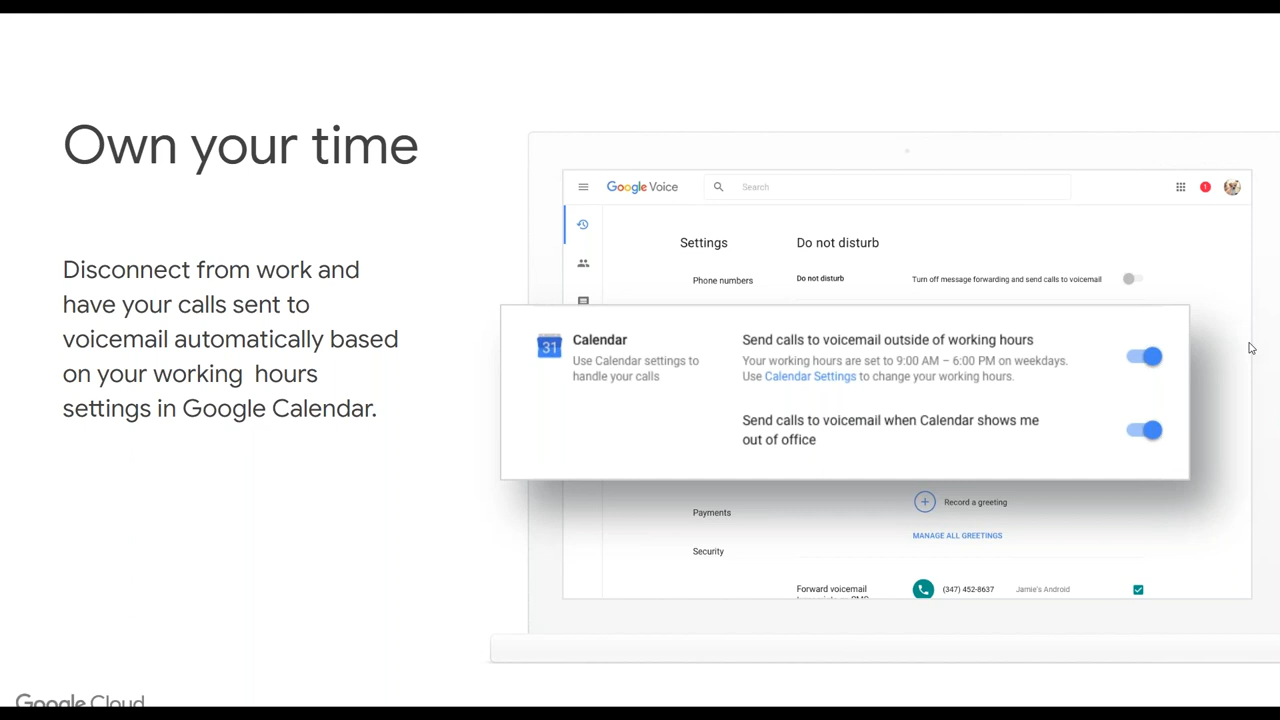 Own your time
Disconnect from work and
have your calls sent to
voicemail automatically based
on your working hours
settings in Google Calendar.
Google Voice
Search
1
Settings
Do not disturb
Phone numbers
Do not disturb
Turn off message forwarding and send calls to voicemail
31
Calendar
Use Calendar settings to
handle your calls
Send calls to voicemail outside of working hours
Your working hours are set to 9:00 AM – 6:00 PM on weekdays.
Use Calendar Settings to change your working hours.
Send calls to voicemail when Calendar shows me
out of office
Record a greeting
Payments
MANAGE ALL GREETINGS
Security
Forward voicemail
(347) 452-8637
Jamie's Android
Google Cloud